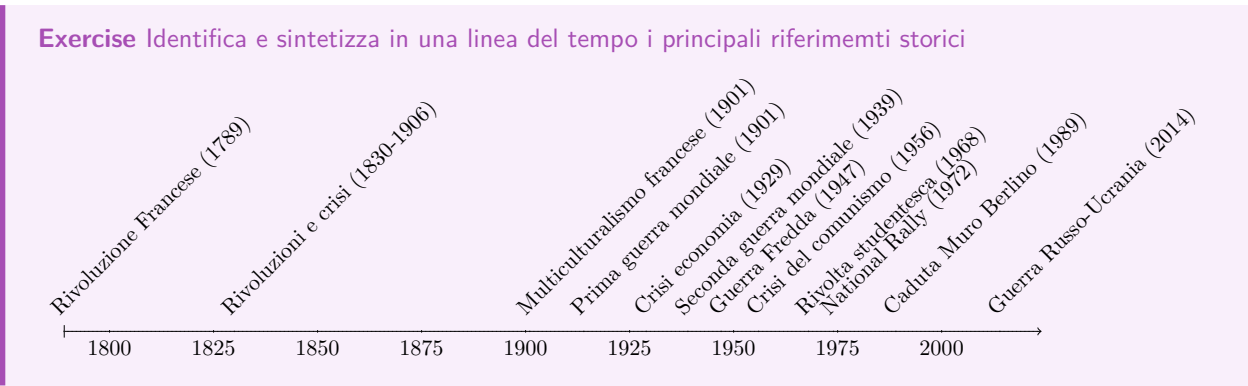 Exercise Identifica e sintetizza in una linea del tempo i principali riferimemti storici
Rivoluzione Francese (1789)
Rivoluzioni e crisi (1830-1906)
Multiculturalismo francese (1901)
Prima guerra mondiale (1901)
Crisi economia (1929)
Seconda guerra mondiale (1939)
Guerra Fredda (1947)
Crisi del comunismo (1956)
Rivolta studentesca (1968)
National Rally (1972)
Caduta Muro Berlino (1989)
Guerra Russo-Ucrania (2014)
1800 1825 1850 1875 1900 1925 1950 1975 2000